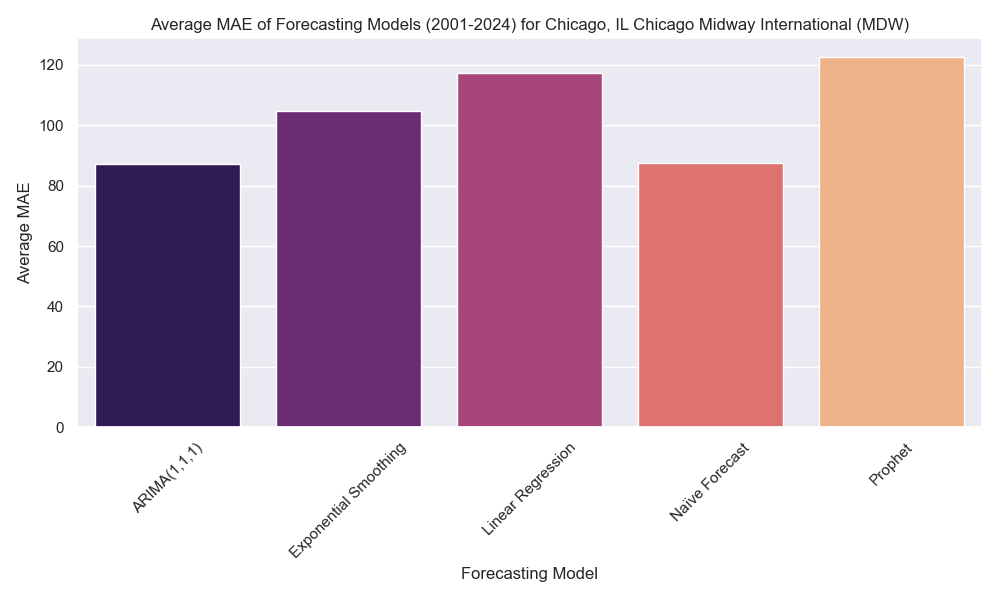 Average MAE of Forecasting Models (2001-2024) for Chicago, IL Chicago Midway International (MDW)
Average MAE
120
100
80
60
40
20
0
ARIMA(1,1,1)
Exponential Smoothing
Linear Regression
Naïve Forecast
Prophet
Forecasting Model